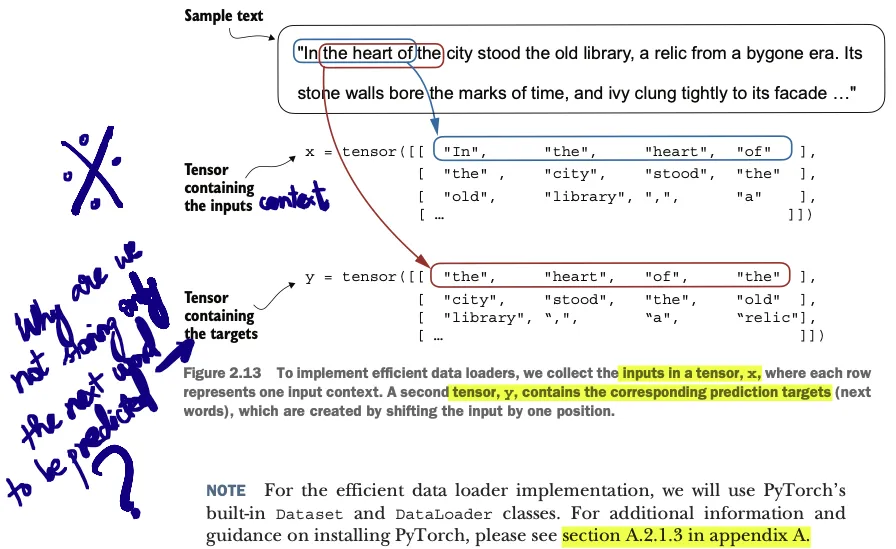 Sample text
"In the heart of the city stood the old library, a relic from a bygone era. Its
stone walls bore the marks of time, and ivy clung tightly to its facade …"
x = tensor([[ "In", "the", "heart", "of" ],
[ "the" , "city", "stood", "the" ],
[ "old", "library", ",", "a" ],
[ … ]])
Tensor
containing
the inputs
context
y = tensor([[ "the", "heart", "of", "the" ],
[ "city", "stood", "the", "old" ],
[ "library", “,", “a", “relic"],
[ … ]])
Tensor
containing
the targets
Why are we
not storing only
the next word
to be predicted
?
Figure 2.13 To implement efficient data loaders, we collect the inputs in a tensor, x, where each row
represents one input context. A second tensor, y, contains the corresponding prediction targets (next
words), which are created by shifting the input by one position.
NOTE For the efficient data loader implementation, we will use PyTorch’s
built-in Dataset and DataLoader classes. For additional information and
guidance on installing PyTorch, please see section A.2.1.3 in appendix A.